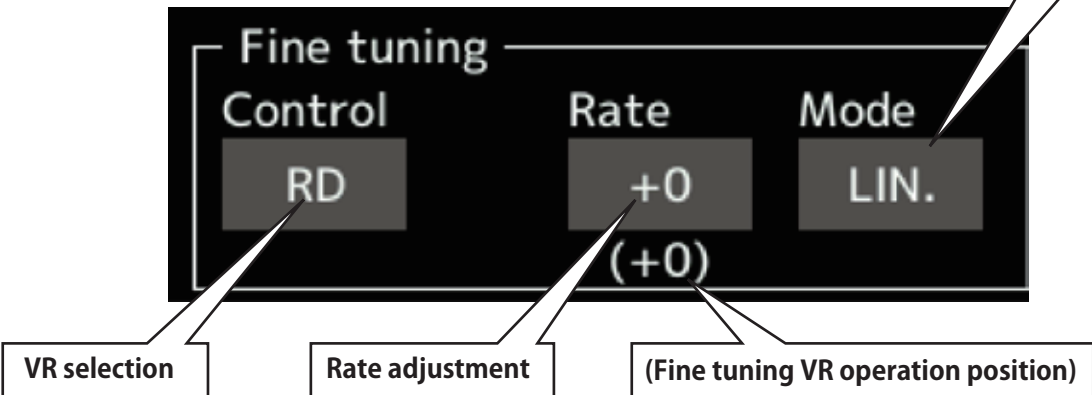 Fine tuning
Control Rate Mode
RD +0 LIN.
(+0)
VR selection Rate adjustment (Fine tuning VR operation position)